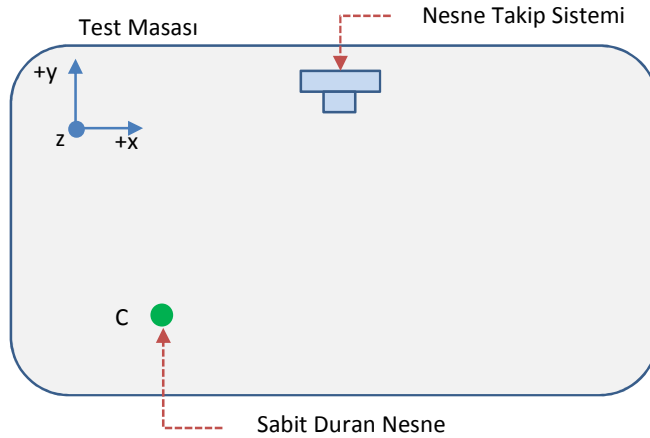 Nesne Takip Sistemi
Test Masası
+y
z
+x
C
Sabit Duran Nesne